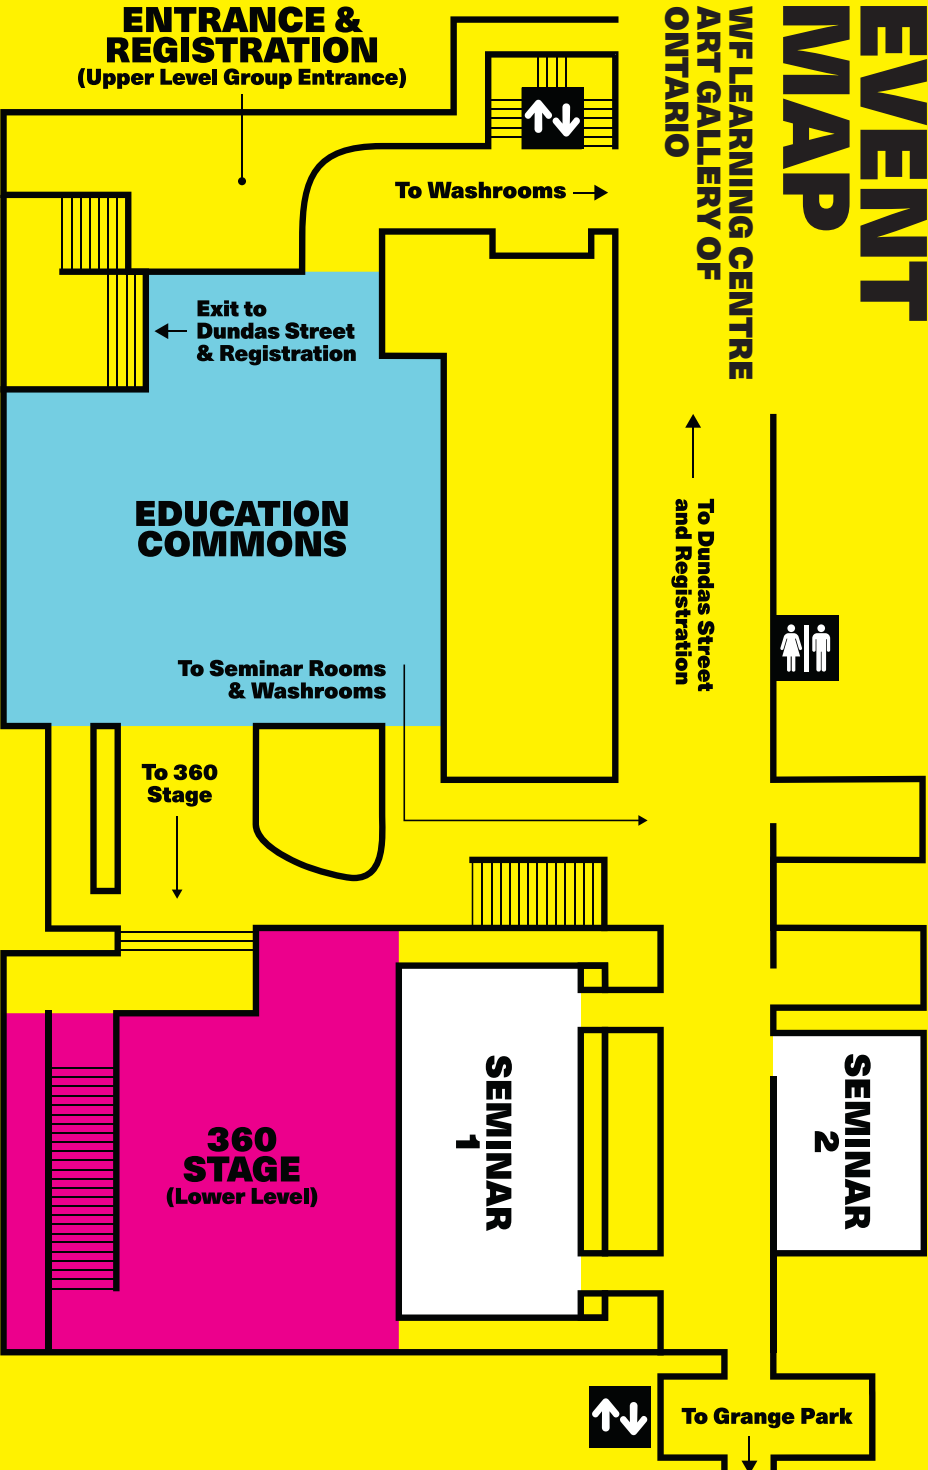 EVENT
MAP
WF LEARNING CENTRE
ART GALLERY OF
ONTARIO
ENTRANCE &
REGISTRATION
(Upper Level Group Entrance)
To Washrooms
Exit to
Dundas Street
& Registration
EDUCATION
COMMONS
To Dundas Street
and Registration
To Seminar Rooms
& Washrooms
To 360
Stage
360
STAGE
(Lower Level)
SEMINAR
1
SEMINAR
2
To Grange Park